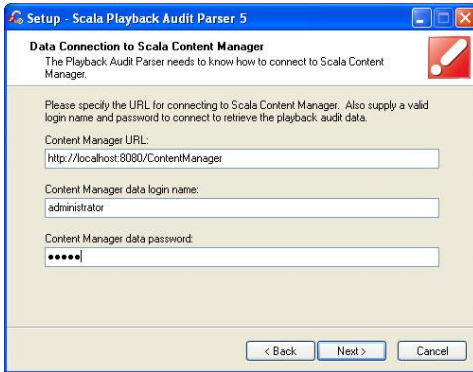 Setup - Scala Playback Audit Parser 5
Data Connection to Scala Content Manager
The Playback Audit Parser needs to know how to connect to Scala Content
Manager.
Please specify the URL for connecting to Scala Content Manager. Also supply a valid
login name and password to connect to retrieve the playback audit data.
Content Manager URL:
http://localhost:8080/ContentManager
Content Manager data login name:
administrator
Content Manager data password:
●●●●●
< Back
Next >
Cancel